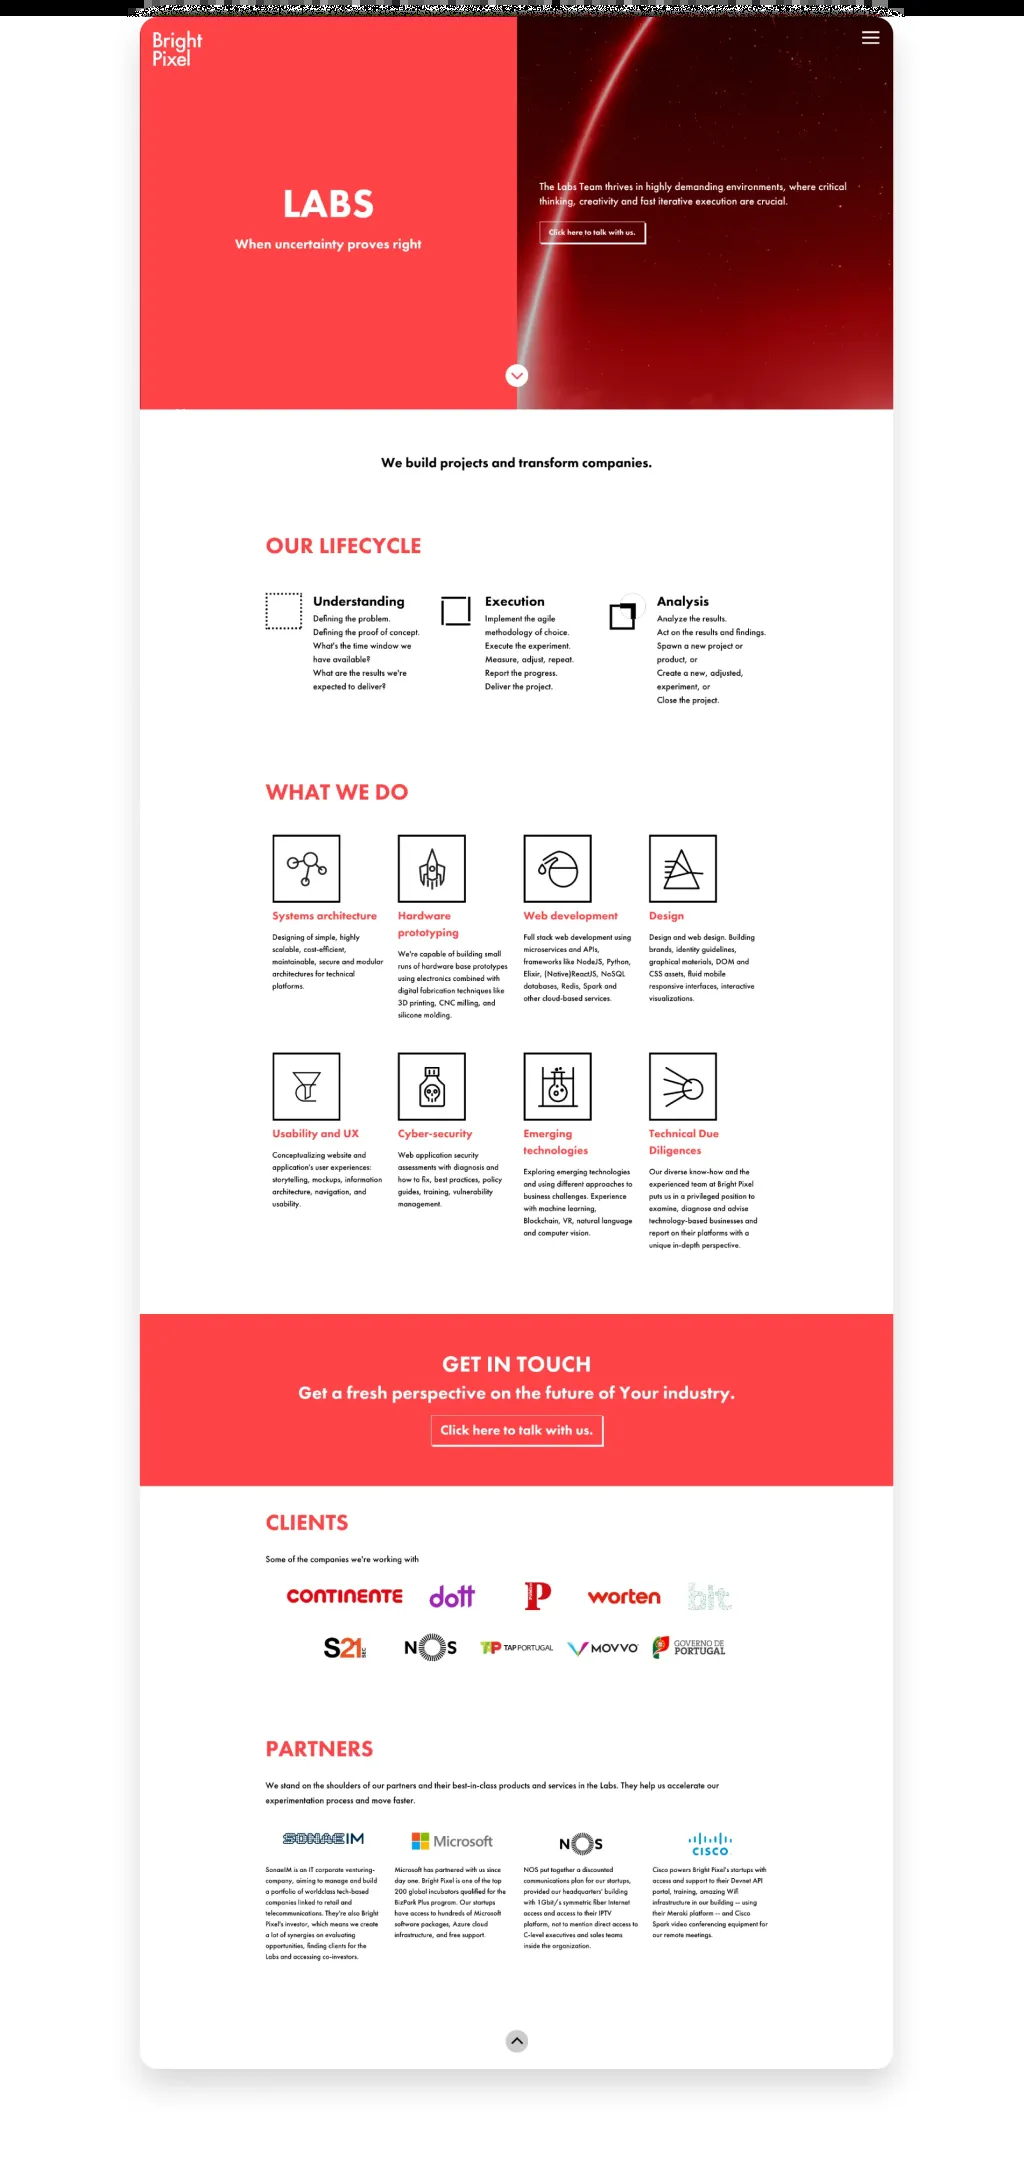 Bright
Pixel
LABS
When uncertainty proves right
The Labs Team thrives in highly demanding environments, where critical
thinking, creativity and fast iterative execution are crucial.
Click here to talk with us.
We build projects and transform companies.
OUR LIFECYCLE
Understanding
Defining the problem.
Defining the proof of concept.
What's the time window we
have available?
What are the results we're
expected to deliver?
Execution
Implement the agile
methodology of choice.
Execute the experiment.
Measure, adjust, repeat.
Report the progress.
Deliver the project.
Analysis
Analyze the results.
Act on the results and findings.
Spawn a new project or
product, or
Create a new, adjusted,
experiment, or
Close the project.
WHAT WE DO
Systems architecture
Designing of simple, highly
scalable, cost-efficient,
maintainable, secure and modular
architectures for technical
platforms.
Hardware
prototyping
We're capable of building small
runs of hardware base prototypes
using electronics combined with
digital fabrication techniques like
3D printing, CNC milling, and
silicone molding.
Web development
Full stack web development using
microservices and APIs,
frameworks like NodeJS, Python,
Elixir, (Native)ReactJS, NoSQL
databases, Redis, Spark and
other cloud-based services.
Design
Design and web design. Building
brands, identity guidelines,
graphical materials, DOM and
CSS assets, fluid mobile
responsive interfaces, interactive
visualizations.
Usability and UX
Conceptualizing website and
application's user experiences:
storytelling, mockups, information
architecture, navigation, and
usability.
Cyber-security
Web application security
assessments with diagnosis and
how to fix, best practices, policy
guides, training, vulnerability
management.
Emerging
technologies
Exploring emerging technologies
and using different approaches to
business challenges. Experience
with machine learning,
Blockchain, VR, natural language
and computer vision.
Technical Due
Diligences
Our diverse know-how and the
experienced team at Bright Pixel
puts us in a privileged position to
examine, diagnose and advise
technology-based businesses and
report on their platforms with a
unique in-depth perspective.
GET IN TOUCH
Get a fresh perspective on the future of Your industry.
Click here to talk with us.
CLIENTS
Some of the companies we're working with
CONTINENTE
dott
P
worten
bit
S21
SEC
NOS
TAP TAP PORTUGAL
MOVVO
GOVERNO DE
PORTUGAL
PARTNERS
We stand on the shoulders of our partners and their best-in-class products and services in the Labs. They help us accelerate our
experimentation process and move faster.
SONAEIM
SonaeIM is an IT corporate venturing-
company, aiming to manage and build
a portfolio of worldclass tech-based
companies linked to retail and
telecommunications. They're also Bright
Pixel's investor, which means we create
a lot of synergies on evaluating
opportunities, finding clients for the
Labs and accessing co-investors.
Microsoft
Microsoft has partnered with us since
day one. Bright Pixel is one of the top
200 global incubators qualified for the
BizPark Plus program. Our startups
have access to hundreds of Microsoft
software packages, Azure cloud
infrastructure, and free support.
NOS
NOS put together a discounted
communications plan for our startups,
provided our headquarters' building
with 1Gbit/s symmetric fiber Internet
access and access to their IPTV
platform, not to mention direct access to
C-level executives and sales teams
inside the organization.
CISCO
Cisco powers Bright Pixel's startups with
access and support to their Devnet API
portal, training, amazing Wifi
infrastructure in our building -- using
their Meraki platform -- and Cisco
Spark video conferencing equipment for
our remote meetings.